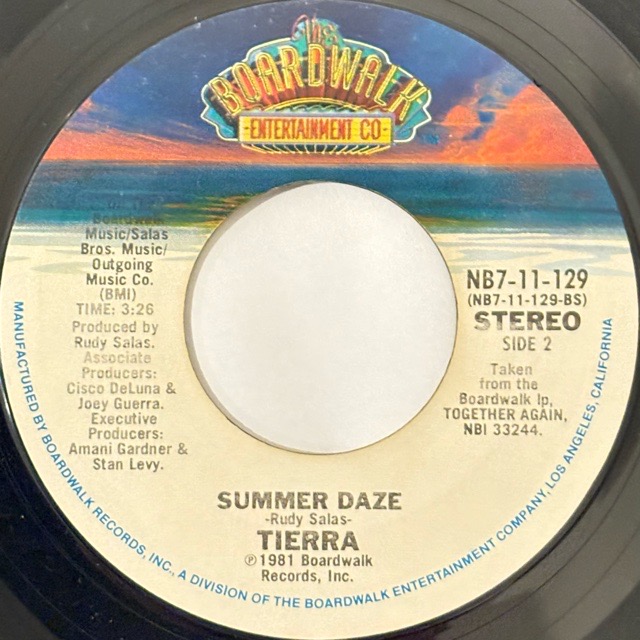 The
BOARDWALK
-ENTERTAINMENT CO-
Boardwalk
Music/Salas
Bros. Music/
Outgoing
Music Co.
(BMI)
TIME: 3:26
Produced by
Rudy Salas.
Associate
Producers:
Cisco DeLuna &
Joey Guerra.
Executive
Producers:
Amani Gardner &
Stan Levy.
NB7-11-129
(NB7-11-129-BS)
STEREO
SIDE 2
Taken
from the
Boardwalk lp,
TOGETHER AGAIN,
NBI 33244.
SUMMER DAZE
-Rudy Salas-
TIERRA
℗1981 Boardwalk
Records, Inc.
MANUFACTURED BY BOARDWALK RECORDS, INC., A DIVISION OF THE BOARDWALK ENTERTAINMENT COMPANY, LOS ANGELES, CALIFORNIA